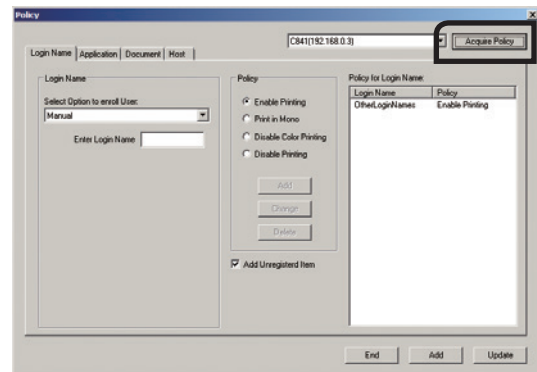 Policy
C841(192.168.0.3)
Acquire Policy
Login Name
Application
Document
Host
Login Name
Select Option to enroll User:
Manual
Enter Login Name
Policy
Enable Printing
Print in Mono
Disable Color Printing
Disable Printing
Add
Change
Delete
Add Unregisterd Item
Policy for Login Name:
Login Name Policy
OtherLoginNames Enable Printing
End
Add
Update